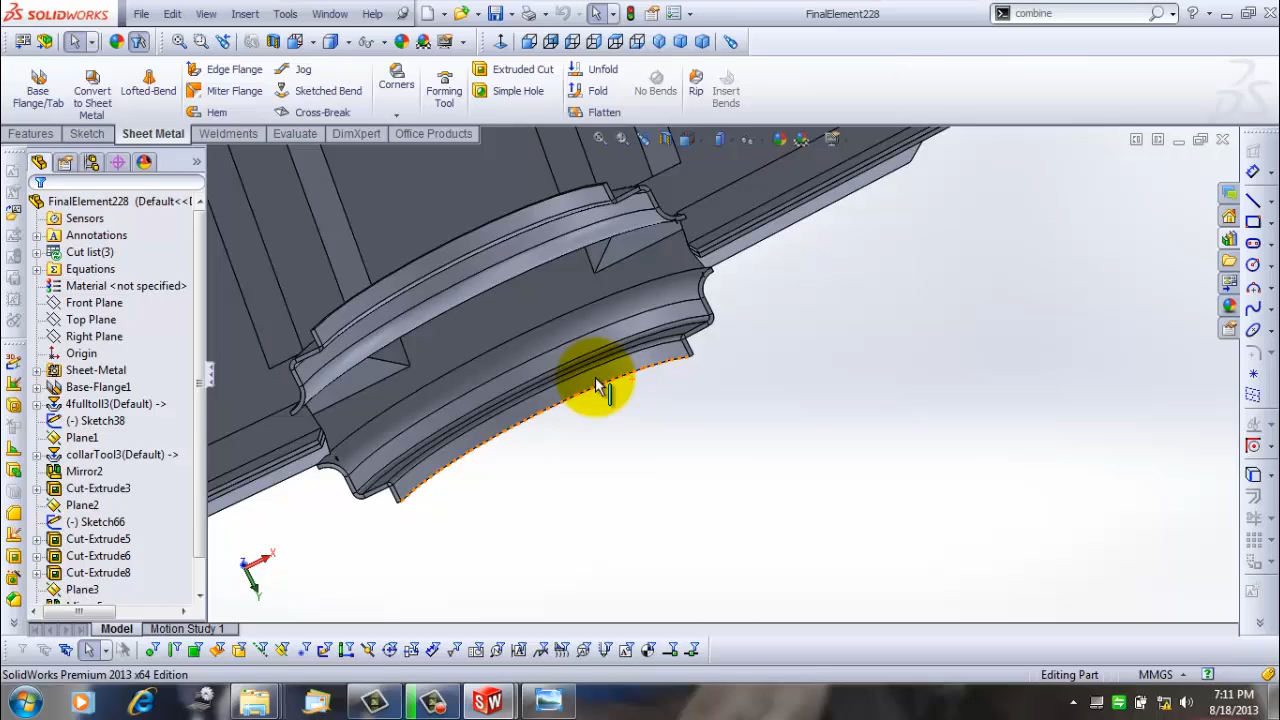 SOLIDWORKS File Edit View Insert Tools Window Help FinalElement228 combine
Base Flange/Tab
Convert to Sheet Metal
Lofted-Bend
Edge Flange
Miter Flange
Hem
Jog
Sketched Bend
Cross-Break
Corners
Forming Tool
Extruded Cut
Simple Hole
Unfold
Fold
Flatten
No Bends
Rip
Insert Bends
Features Sketch Sheet Metal Weldments Evaluate DimXpert Office Products
FinalElement228 (Default<<D
Sensors
Annotations
Cut list(3)
Equations
Material <not specified>
Front Plane
Top Plane
Right Plane
Origin
Sheet-Metal
Base-Flange1
4fulltoll3(Default) ->
(-) Sketch38
Plane1
collarTool3(Default) ->
Mirror2
Cut-Extrude3
Plane2
(-) Sketch66
Cut-Extrude5
Cut-Extrude6
Cut-Extrude8
Plane3
X
Y
Z
Model Motion Study 1
SolidWorks Premium 2013 x64 Edition Editing Part MMGS
7:11 PM
8/18/2013